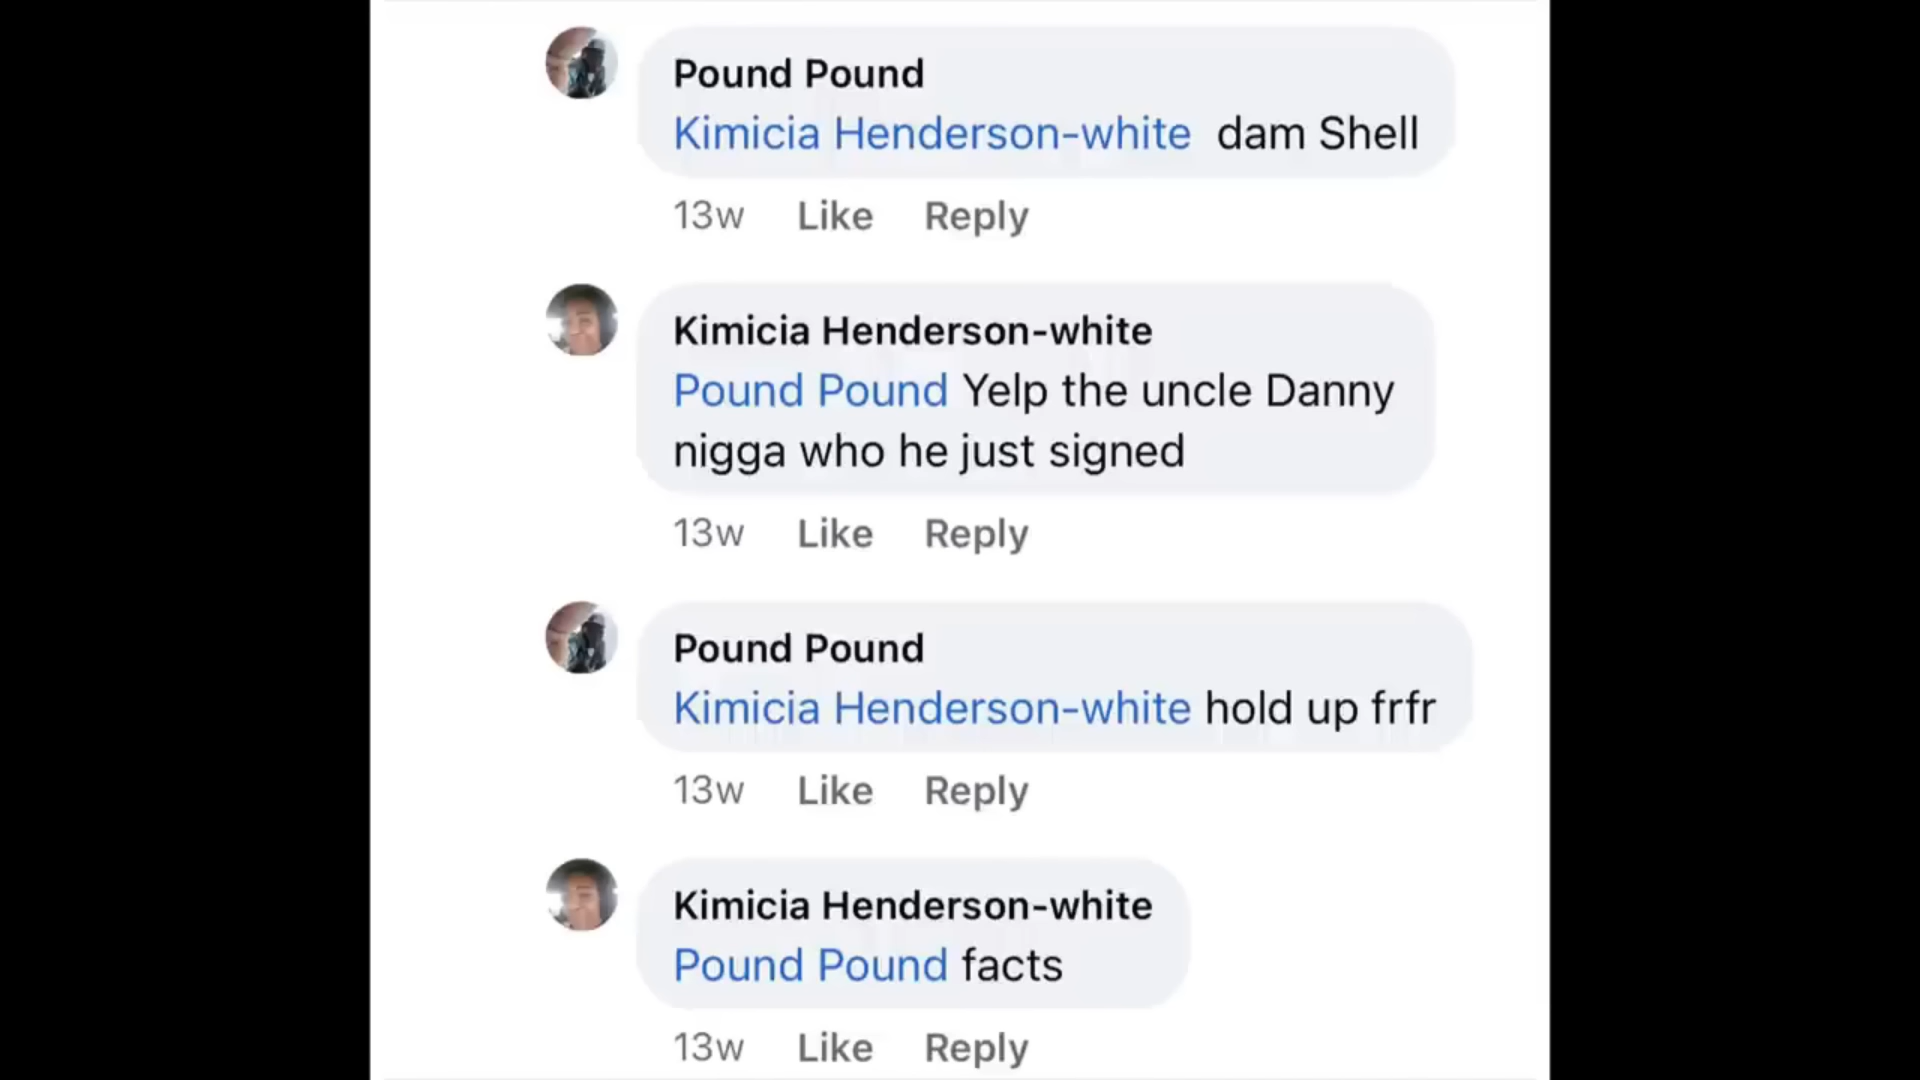 Pound Pound
Kimicia Henderson-white dam Shell
13w Like Reply
Kimicia Henderson-white
Pound Pound Yelp the uncle Danny
nigga who he just signed
13w Like Reply
Pound Pound
Kimicia Henderson-white hold up frfr
13w Like Reply
Kimicia Henderson-white
Pound Pound facts
13w Like Reply